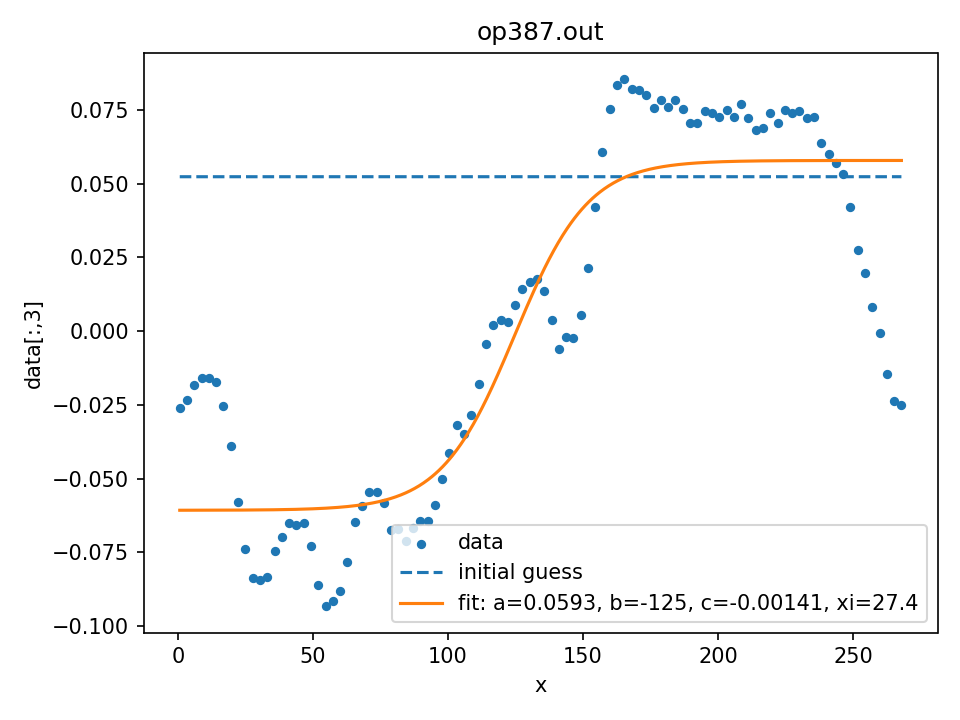 op387.out
data[:,3]
0.075
0.050
0.025
0.000
−0.025
−0.050
−0.075
−0.100
data
initial guess
fit: a=0.0593, b=-125, c=-0.00141, xi=27.4
0 50 100 150 200 250
x